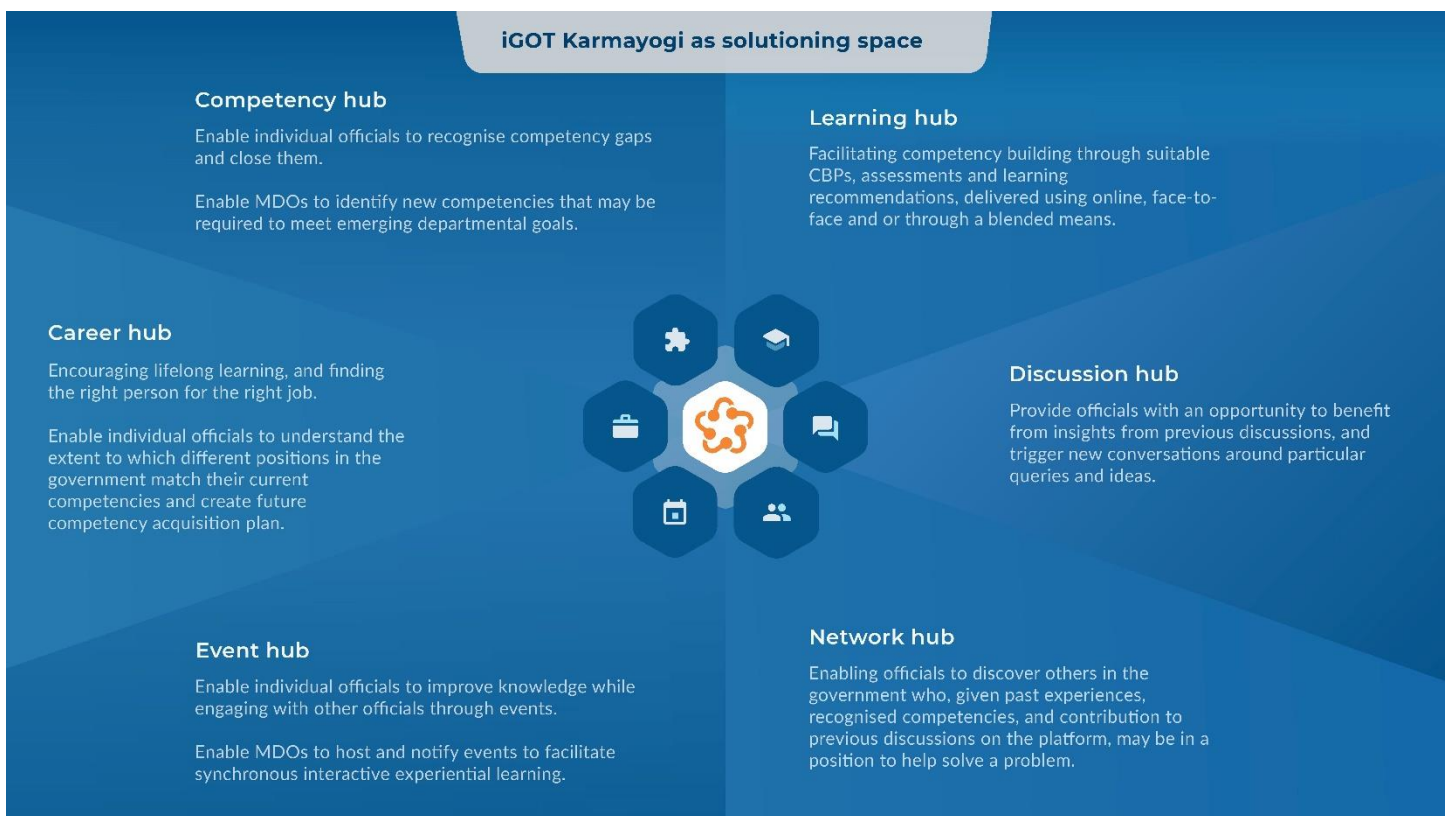 iGOT Karmayogi as solutioning space
Competency hub
Enable individual officials to recognise competency gaps
and close them.
Enable MDOs to identify new competencies that may be
required to meet emerging departmental goals.
Learning hub
Facilitating competency building through suitable
CBPs, assessments and learning
recommendations, delivered using online, face-to-
face and or through a blended means.
Career hub
Encouraging lifelong learning, and finding
the right person for the right job.
Enable individual officials to understand the
extent to which different positions in the
government match their current
competencies and create future
competency acquisition plan.
Discussion hub
Provide officials with an opportunity to benefit
from insights from previous discussions, and
trigger new conversations around particular
queries and ideas.
Event hub
Enable individual officials to improve knowledge while
engaging with other officials through events.
Enable MDOs to host and notify events to facilitate
synchronous interactive experiential learning.
Network hub
Enabling officials to discover others in the
government who, given past experiences,
recognised competencies, and contribution to
previous discussions on the platform, may be in a
position to help solve a problem.